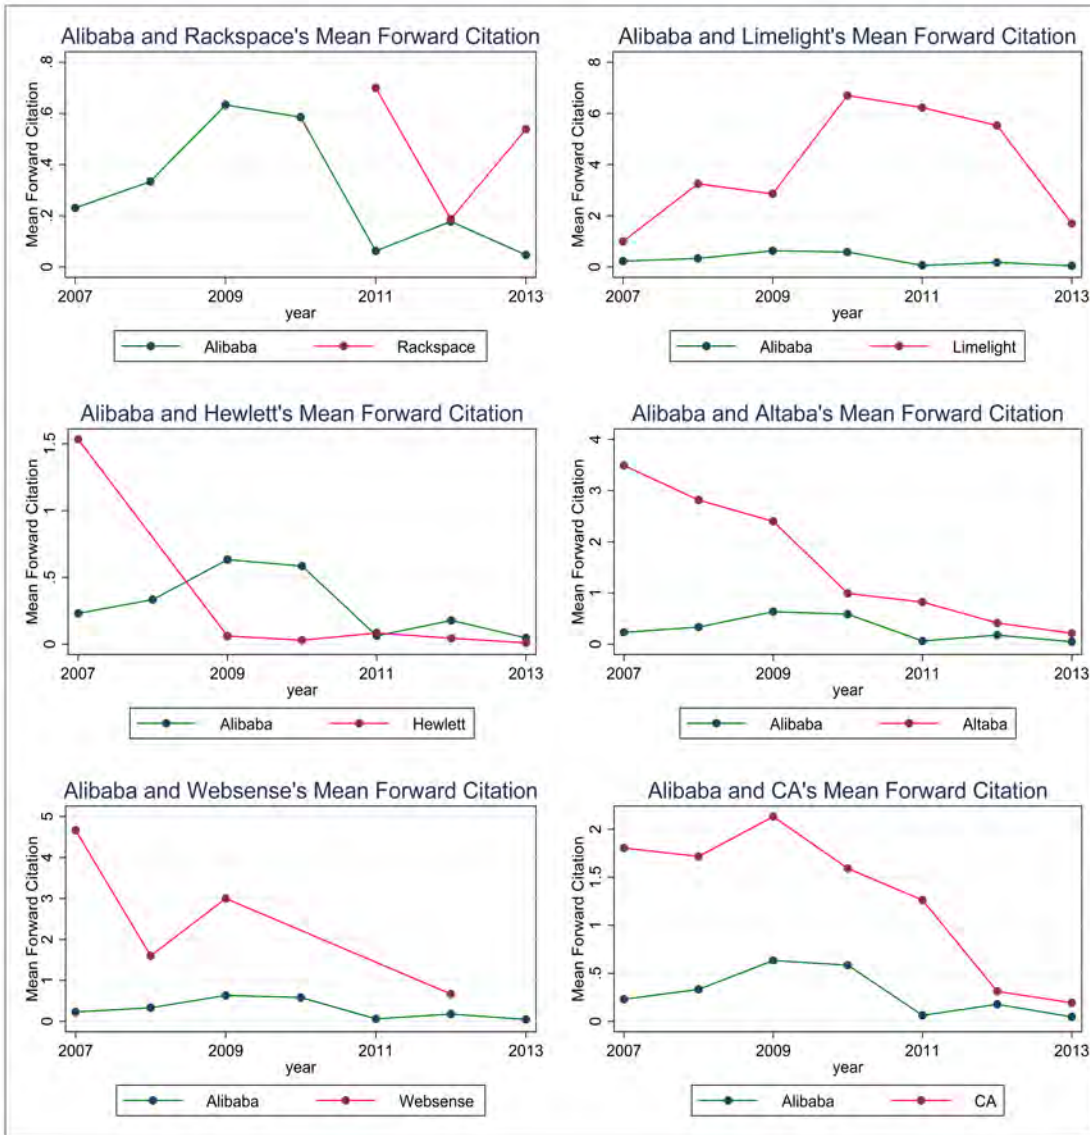 Alibaba and Rackspace's Mean Forward Citation
Mean Forward Citation
.8
.6
.4
.2
0
2007 2009 2011 2013
year
Alibaba Rackspace
Alibaba and Limelight's Mean Forward Citation
Mean Forward Citation
8
6
4
2
0
2007 2009 2011 2013
year
Alibaba Limelight
Alibaba and Hewlett's Mean Forward Citation
Mean Forward Citation
1.5
1
.5
0
2007 2009 2011 2013
year
Alibaba Hewlett
Alibaba and Altaba's Mean Forward Citation
Mean Forward Citation
4
3
2
1
0
2007 2009 2011 2013
year
Alibaba Altaba
Alibaba and Websense's Mean Forward Citation
Mean Forward Citation
5
4
3
2
1
0
2007 2009 2011 2013
year
Alibaba Websense
Alibaba and CA's Mean Forward Citation
Mean Forward Citation
2
1.5
1
.5
0
2007 2009 2011 2013
year
Alibaba CA